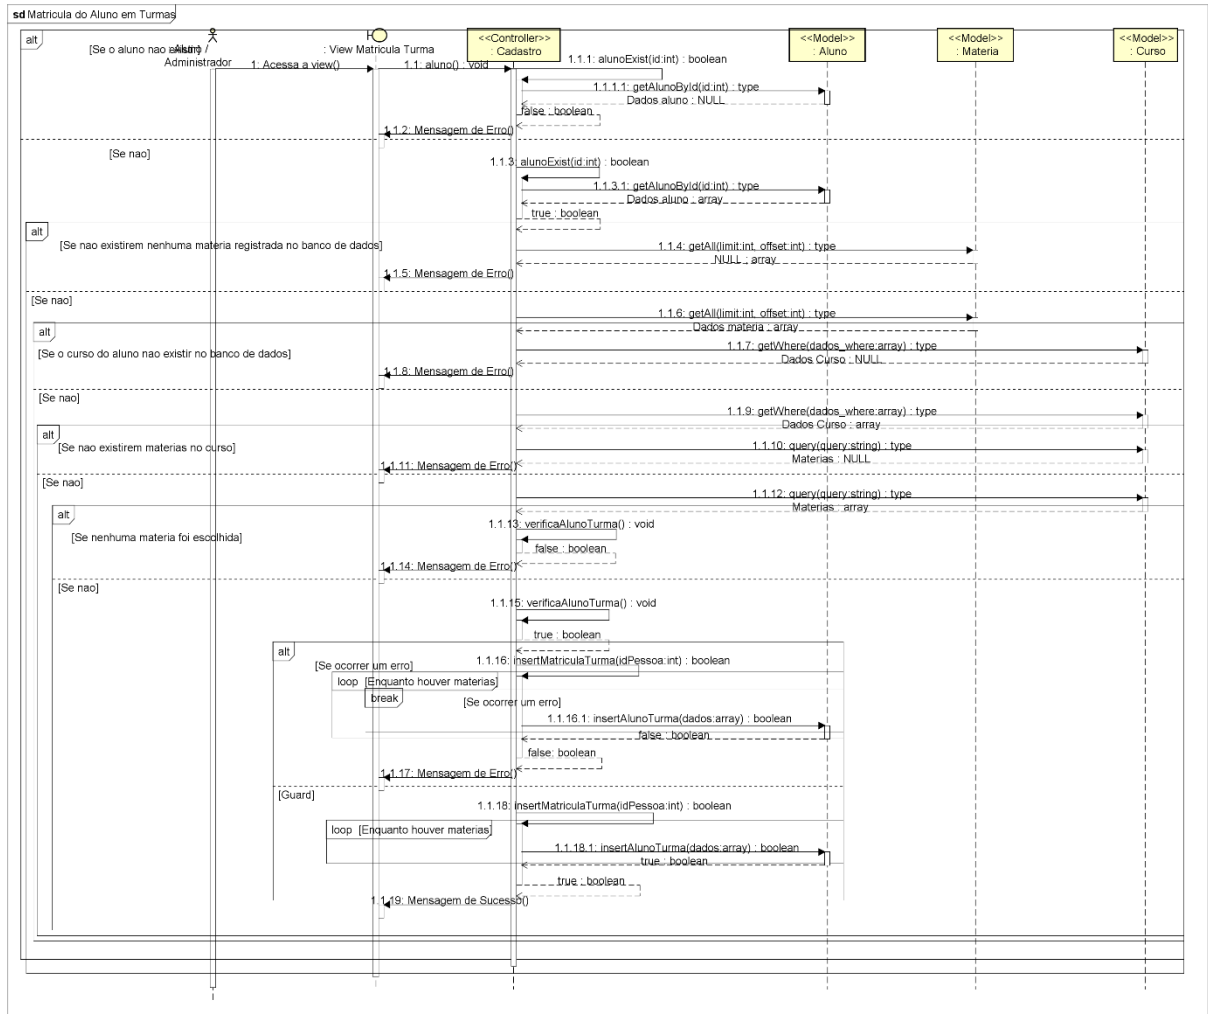 sd Matricula do Aluno em Turmas
alt
[Se o aluno nao existir]
: Aluno /
Administrador
: View Matricula Turma
<<Controller>>
: Cadastro
<<Model>>
: Aluno
<<Model>>
: Materia
<<Model>>
: Curso
1: Acessa a view()
1.1: aluno() : void
1.1.1: alunoExist(id:int) : boolean
1.1.1.1: getAlunoById(id:int) : type
Dados aluno : NULL
false : boolean
1.1.2: Mensagem de Erro()
[Se nao]
1.1.3: alunoExist(id:int) : boolean
1.1.3.1: getAlunoById(id:int) : type
Dados aluno : array
true : boolean
alt
[Se nao existirem nenhuma materia registrada no banco de dados]
1.1.4: getAll(limit:int, offset:int) : type
NULL : array
1.1.5: Mensagem de Erro()
[Se nao]
1.1.6: getAll(limit:int, offset:int) : type
Dados materia : array
alt
[Se o curso do aluno nao existir no banco de dados]
1.1.7: getWhere(dados_where:array) : type
Dados Curso : NULL
1.1.8: Mensagem de Erro()
[Se nao]
1.1.9: getWhere(dados_where:array) : type
Dados Curso : array
alt
[Se nao existirem materias no curso]
1.1.10: query(query:string) : type
Materias : NULL
1.1.11: Mensagem de Erro()
[Se nao]
1.1.12: query(query:string) : type
Materias : array
alt
[Se nenhuma materia foi escolhida]
1.1.13: verificaAlunoTurma() : void
false : boolean
1.1.14: Mensagem de Erro()
[Se nao]
1.1.15: verificaAlunoTurma() : void
true : boolean
alt
[Se ocorrer um erro]
1.1.16: insertMatriculaTurma(idPessoa:int) : boolean
loop [Enquanto houver materias]
break
[Se ocorrer um erro]
1.1.16.1: insertAlunoTurma(dados:array) : boolean
false : boolean
false: boolean
1.1.17: Mensagem de Erro()
[Guard]
1.1.18: insertMatriculaTurma(idPessoa:int) : boolean
loop [Enquanto houver materias]
1.1.18.1: insertAlunoTurma(dados:array) : boolean
true : boolean
true : boolean
1.1.19: Mensagem de Sucesso()